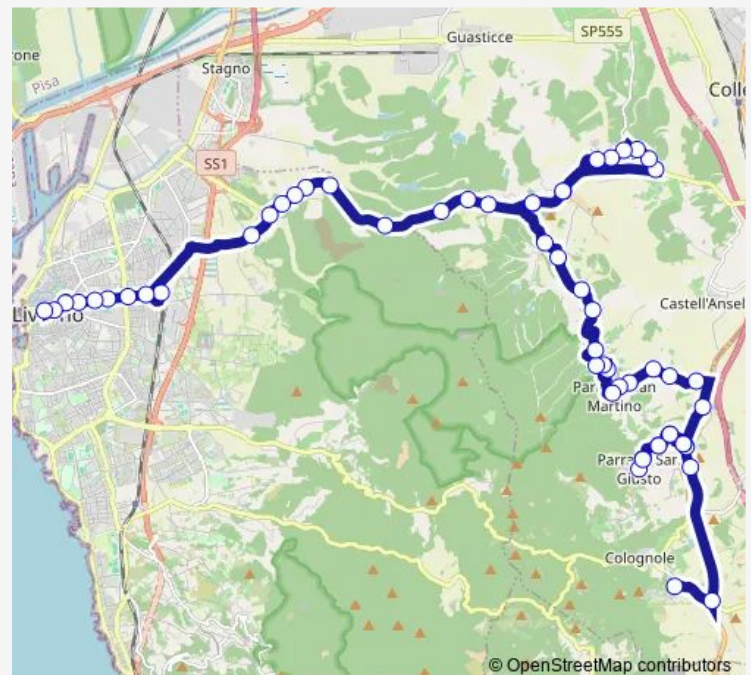 rone
Guasticce
SP555
Stagno
Pisa
Colle
SS1
Livorno
Castell'Ansel
Parrana San
Martino
Parrana San
Giusto
Colognole
© OpenStreetMap contributors